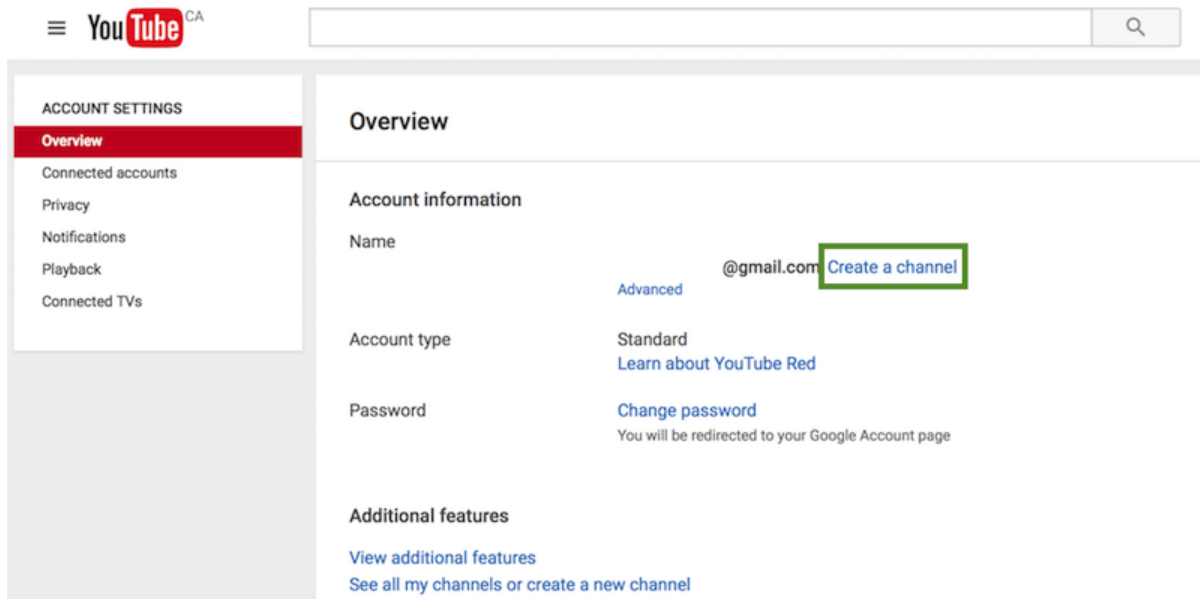 YouTube CA
ACCOUNT SETTINGS
Overview
Connected accounts
Privacy
Notifications
Playback
Connected TVs
Overview
Account information
Name
@gmail.com Create a channel
Advanced
Account type
Standard
Learn about YouTube Red
Password
Change password
You will be redirected to your Google Account page
Additional features
View additional features
See all my channels or create a new channel